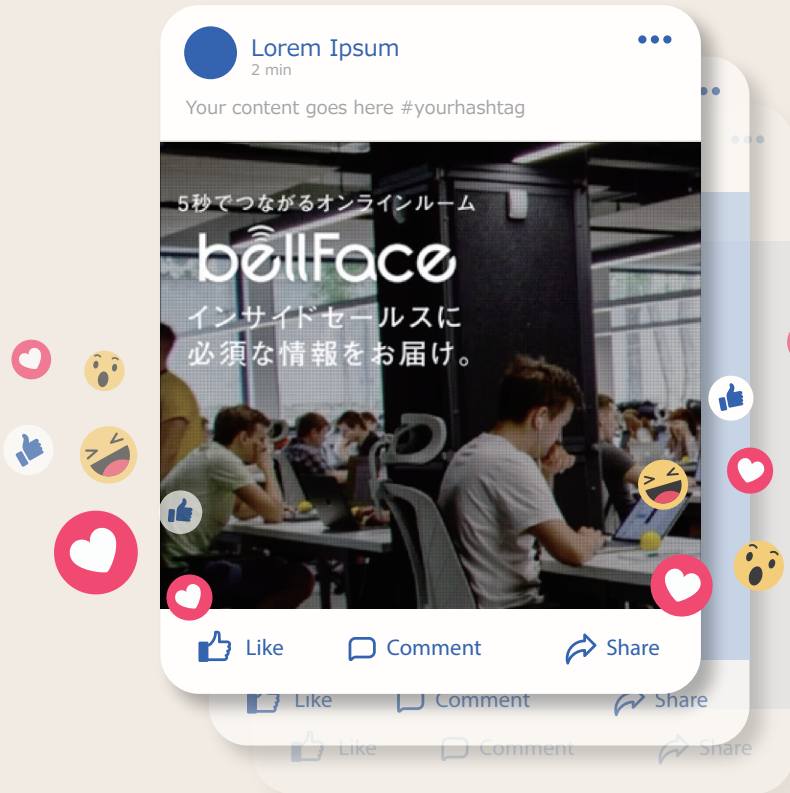 Lorem Ipsum
2 min
Your content goes here #yourhashtag
5秒でつながるオンラインルーム
bellFace
インサイドセールスに
必須な情報をお届け。
Like Comment Share
Like Comment Share
Like Comment Share